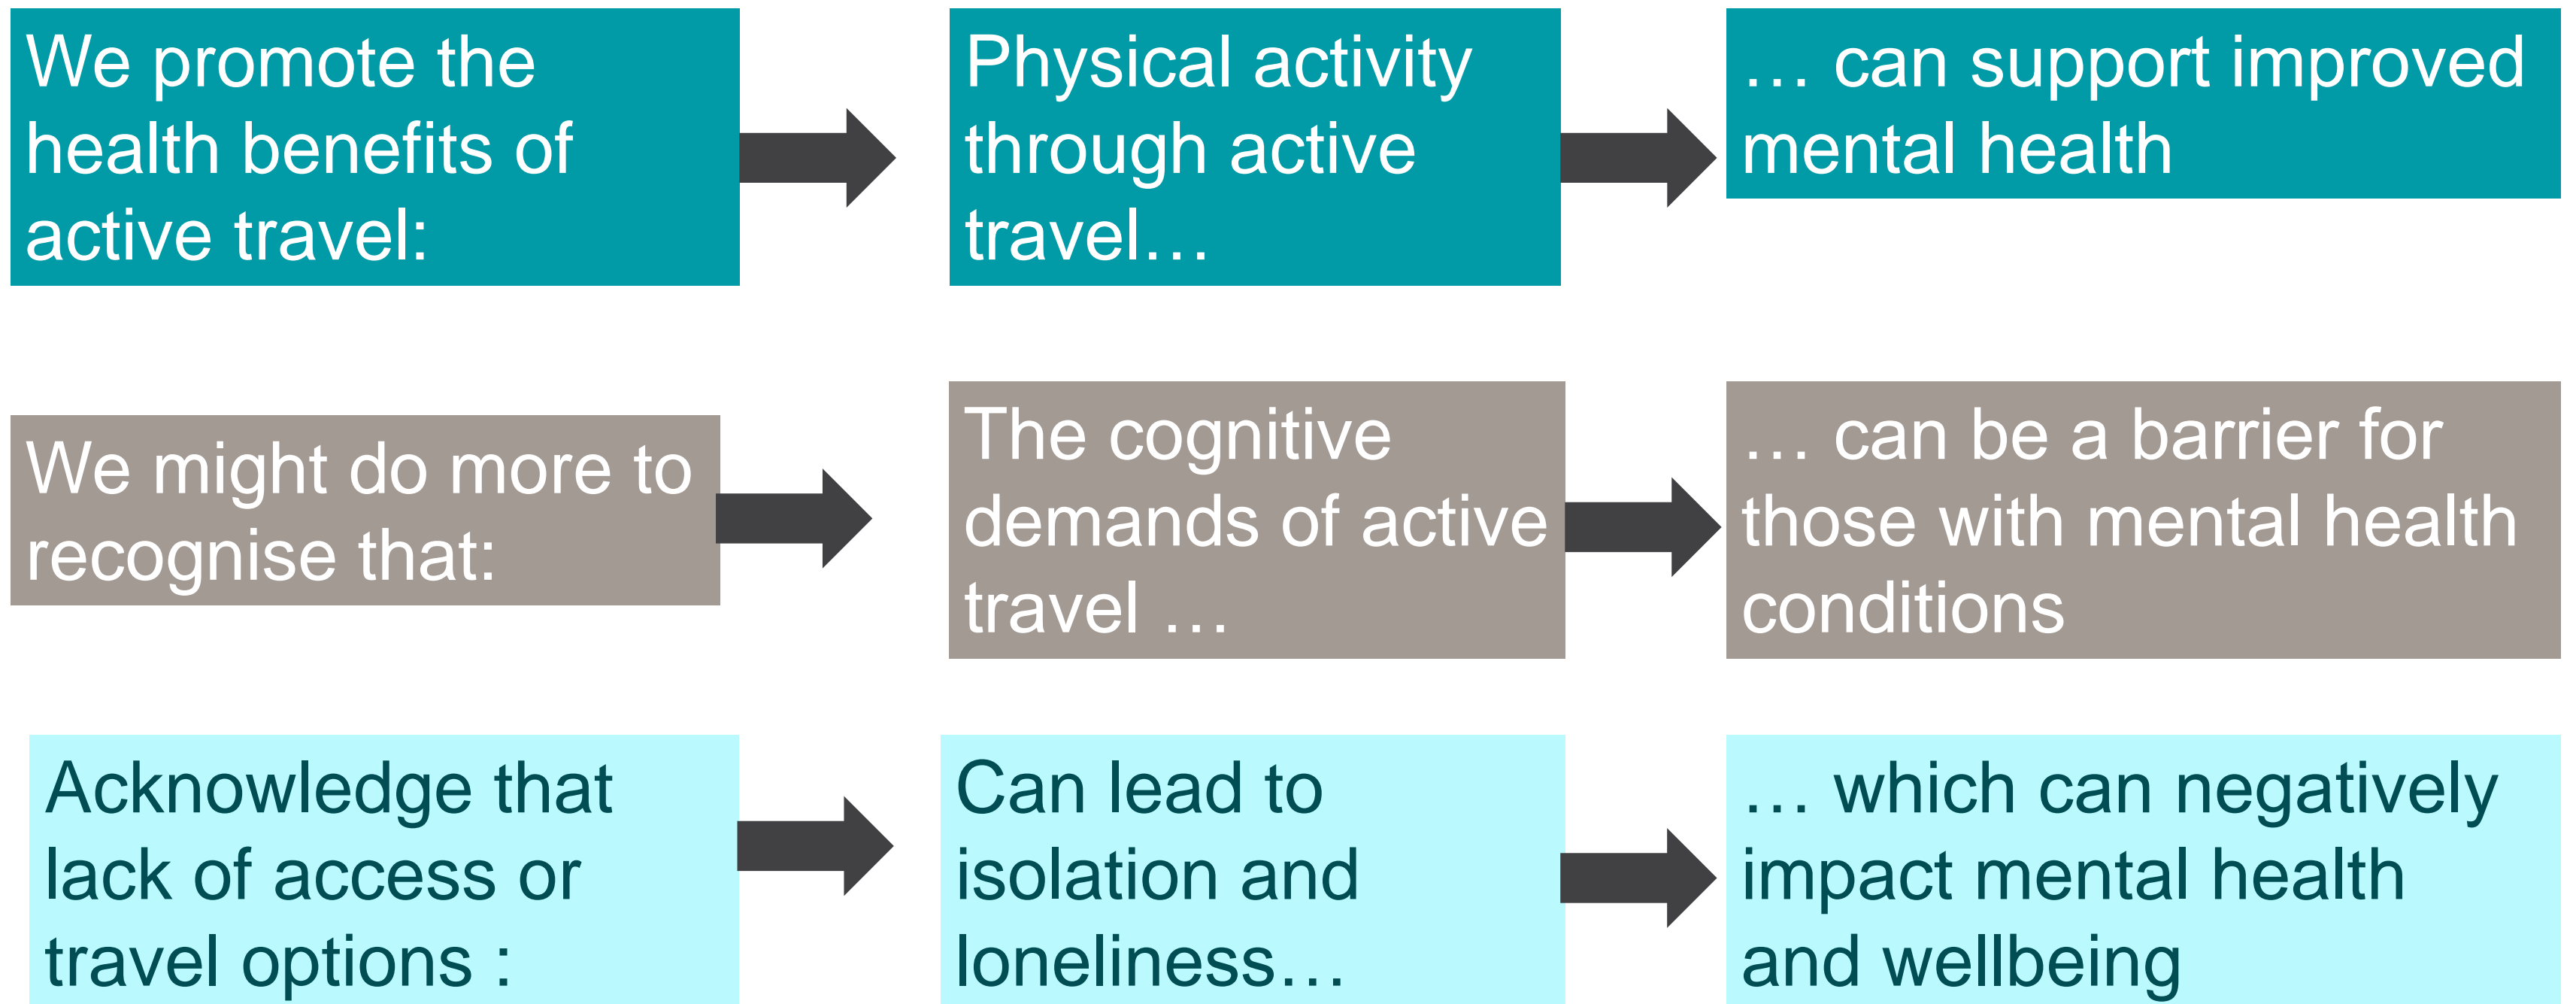 We promote the
health benefits of
active travel:
Physical activity
through active
travel…
… can support improved
mental health
We might do more to
recognise that:
The cognitive
demands of active
travel …
… can be a barrier for
those with mental health
conditions
Acknowledge that
lack of access or
travel options :
Can lead to
isolation and
loneliness…
… which can negatively
impact mental health
and wellbeing